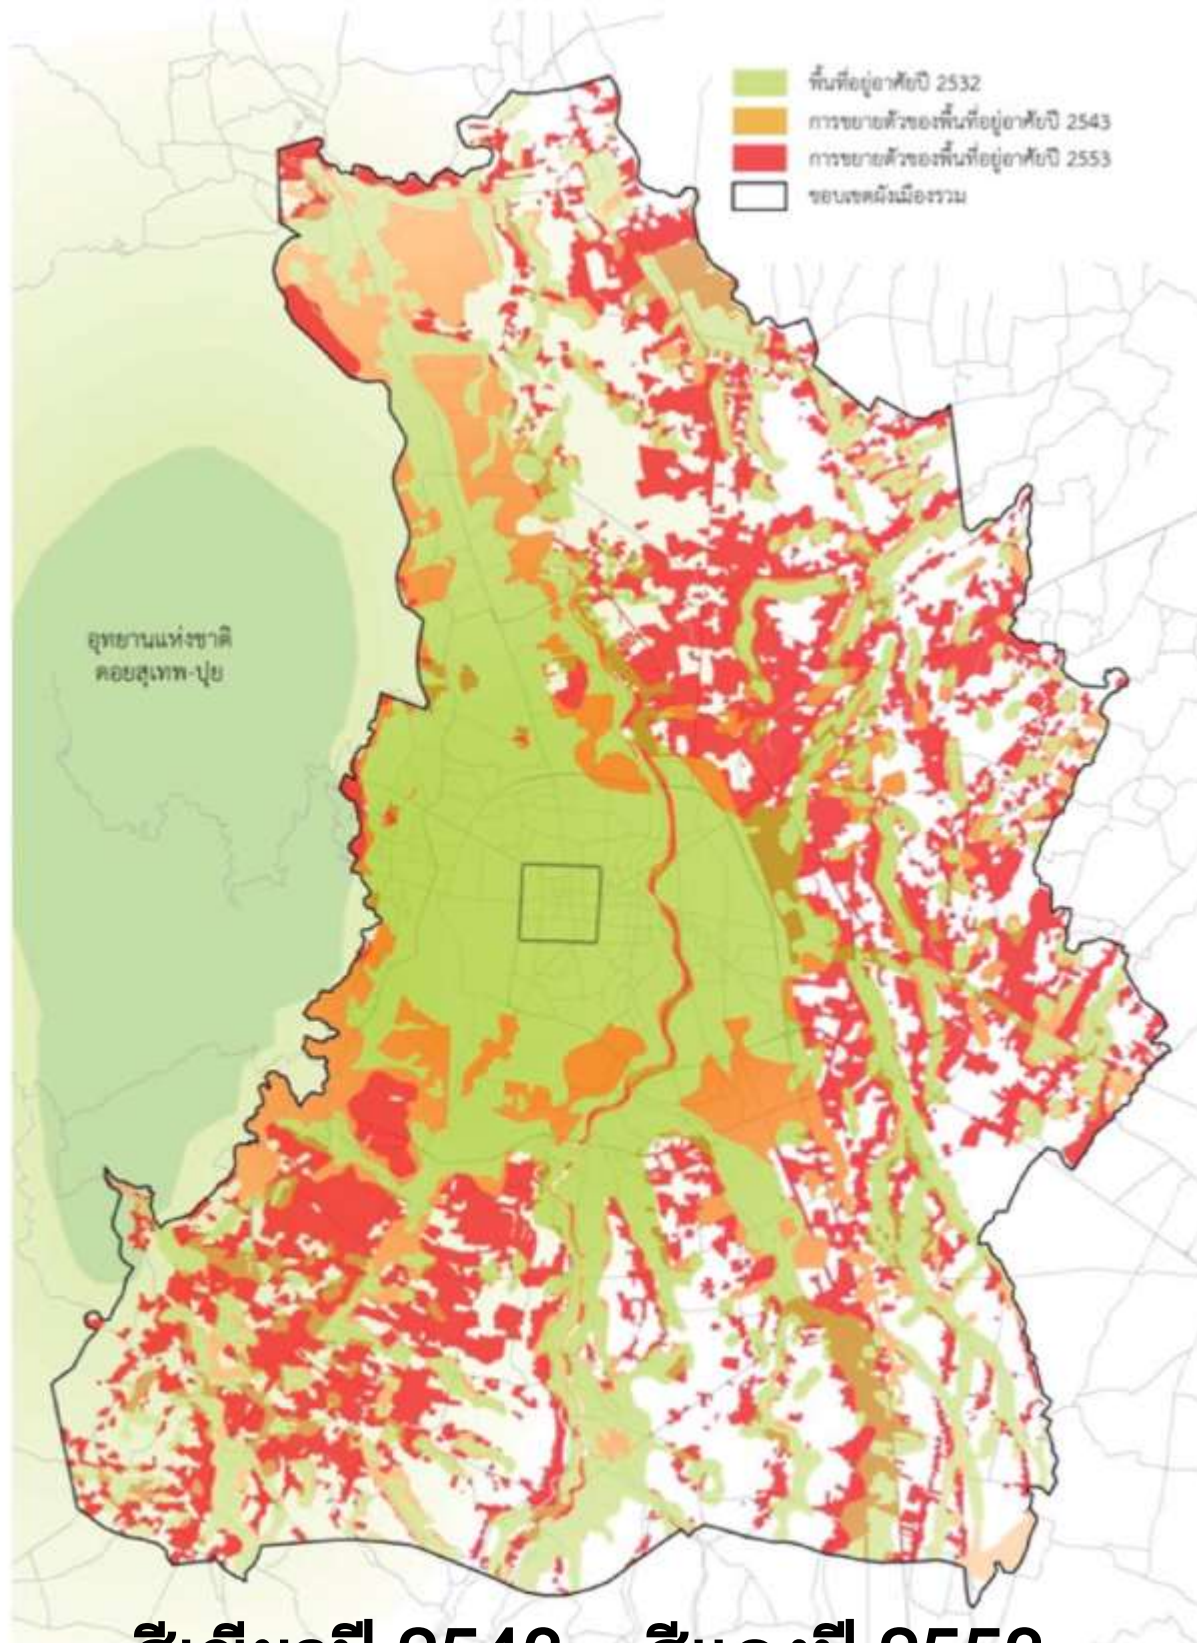 พื้นที่อยู่อาศัยปี 2532
การขยายตัวของพื้นที่อยู่อาศัยปี 2543
การขยายตัวของพื้นที่อยู่อาศัยปี 2553
ขอบเขตผังเมืองรวม
อุทยานแห่งชาติ
ดอยสุเทพ-ปุย